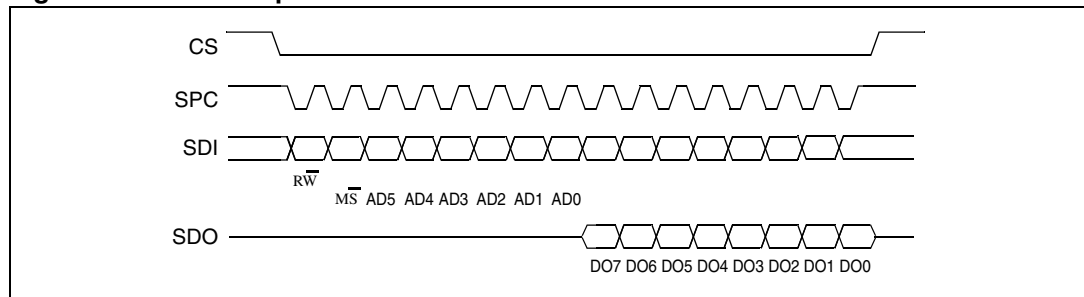 CS
SPC
SDI
RW̅
MS̅ AD5 AD4 AD3 AD2 AD1 AD0
SDO
DO7 DO6 DO5 DO4 DO3 DO2 DO1 DO0